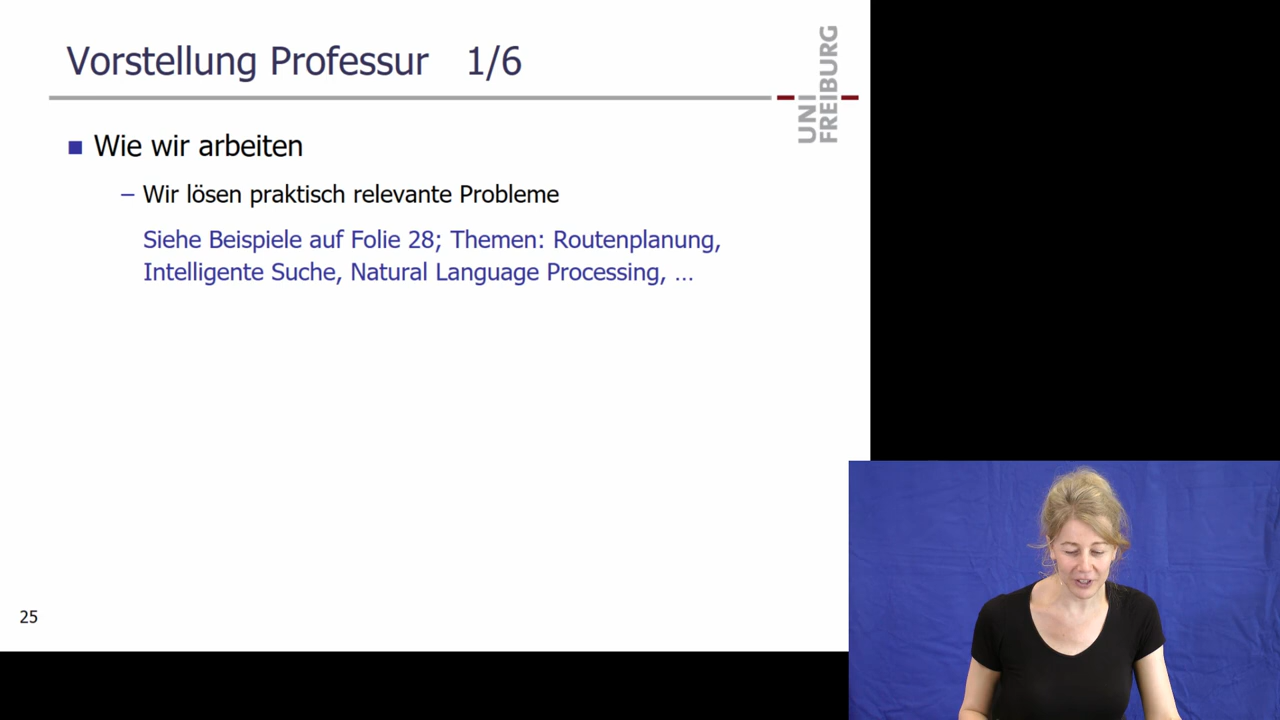 Vorstellung Professur 1/6
UNI
FREIBURG
■ Wie wir arbeiten
– Wir lösen praktisch relevante Probleme
Siehe Beispiele auf Folie 28; Themen: Routenplanung,
Intelligente Suche, Natural Language Processing, …
25